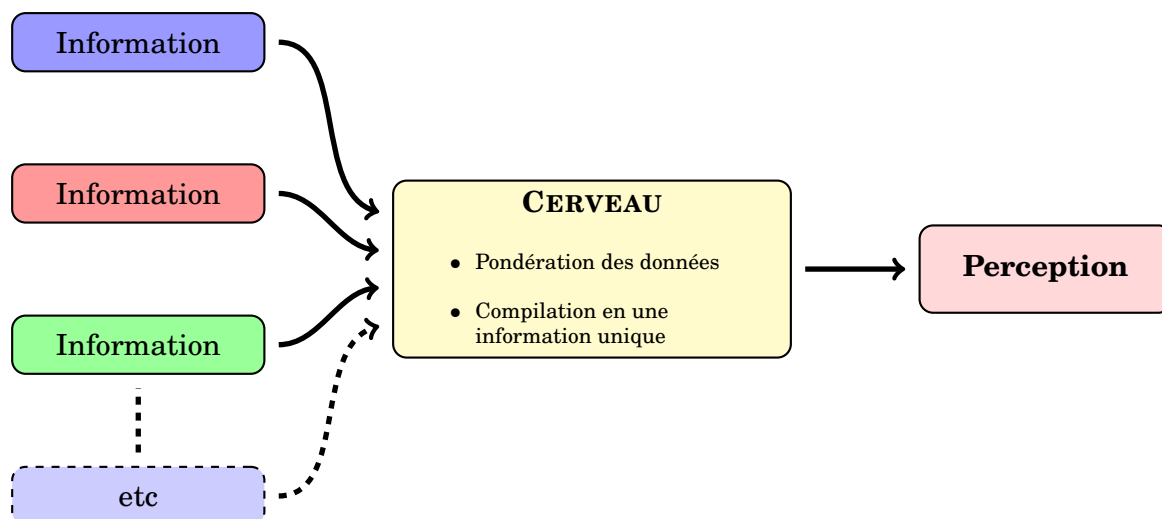 Information
Information
Information
etc
CERVEAU
• Pondération des données
• Compilation en une
information unique
Perception